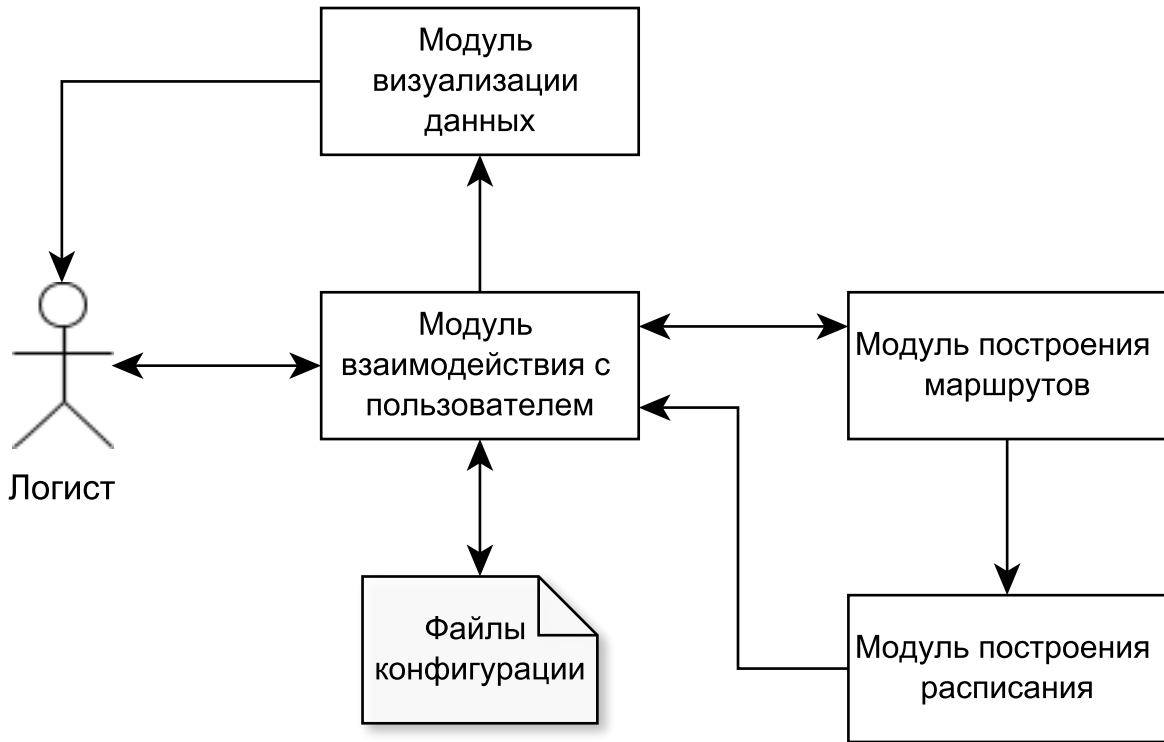 Модуль
визуализации
данных
Модуль
взаимодействия с
пользователем
Модуль построения
маршрутов
Логист
Файлы
конфигурации
Модуль построения
расписания